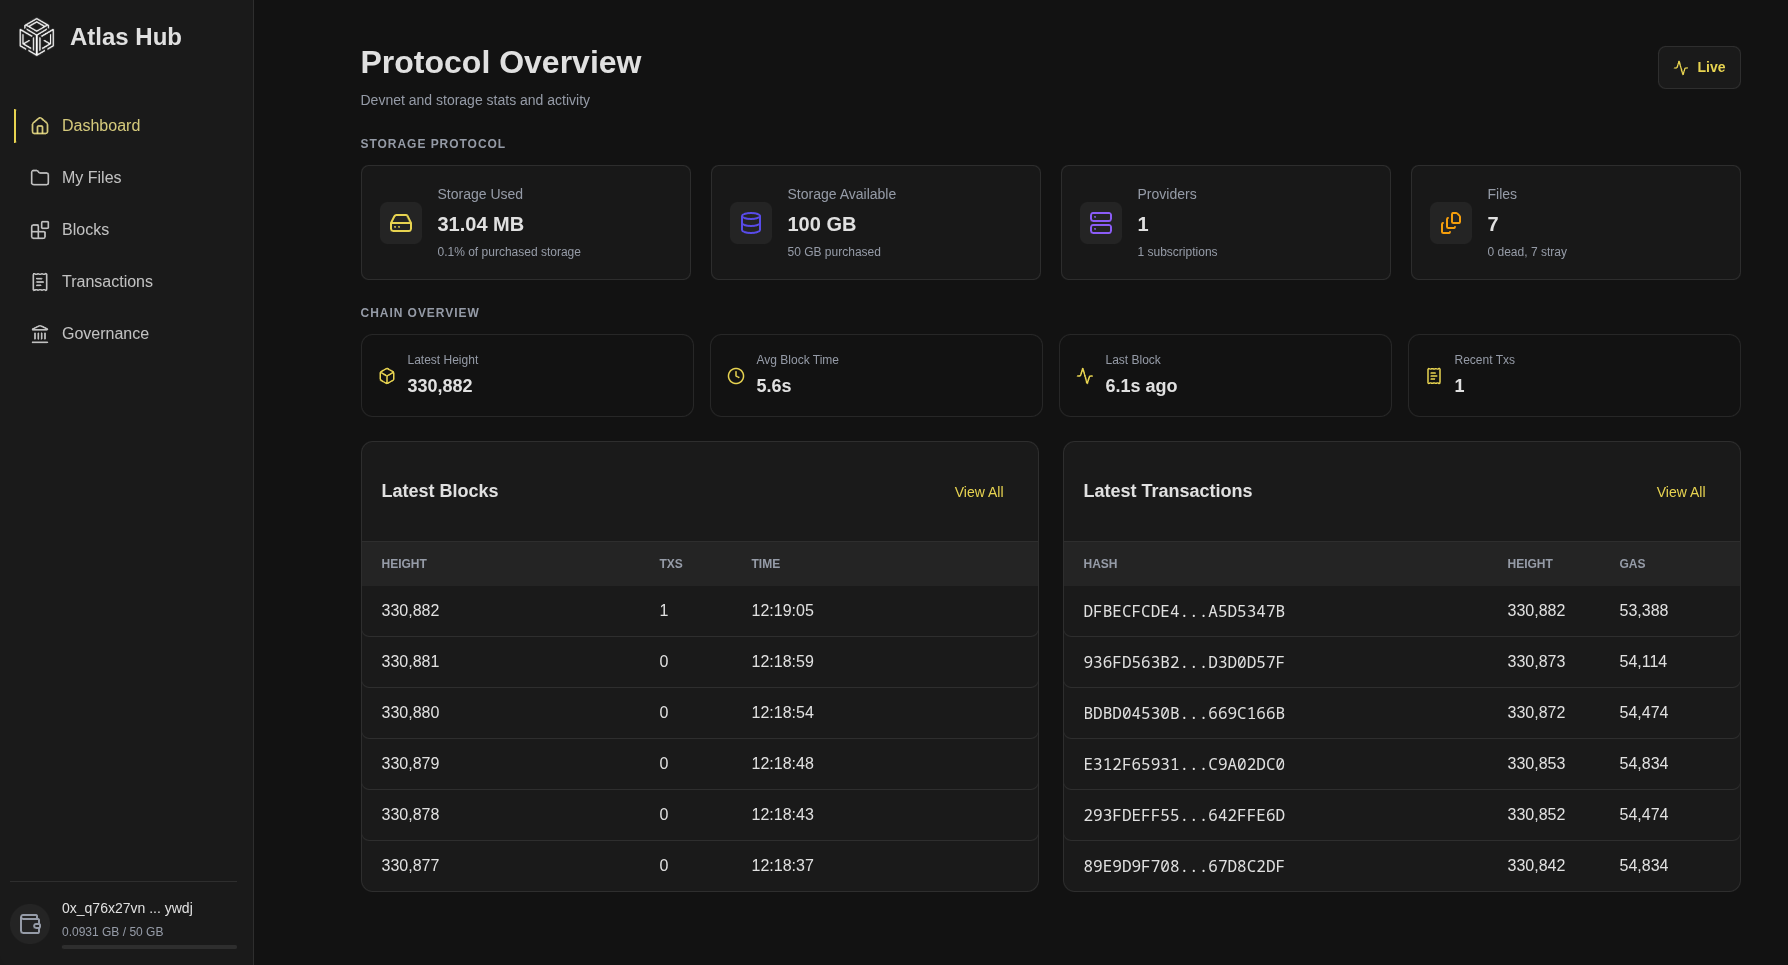 Atlas Hub
Dashboard
My Files
Blocks
Transactions
Governance
0x_q76x27vn ... ywdj
0.0931 GB / 50 GB
Protocol Overview
Devnet and storage stats and activity
Live
STORAGE PROTOCOL
Storage Used
31.04 MB
0.1% of purchased storage
Storage Available
100 GB
50 GB purchased
Providers
1
1 subscriptions
Files
7
0 dead, 7 stray
CHAIN OVERVIEW
Latest Height
330,882
Avg Block Time
5.6s
Last Block
6.1s ago
Recent Txs
1
Latest Blocks View All
HEIGHT TXS TIME
330,882 1 12:19:05
330,881 0 12:18:59
330,880 0 12:18:54
330,879 0 12:18:48
330,878 0 12:18:43
330,877 0 12:18:37
Latest Transactions View All
HASH HEIGHT GAS
DFBECFCDE4...A5D5347B 330,882 53,388
936FD563B2...D3D0D57F 330,873 54,114
BDBD04530B...669C166B 330,872 54,474
E312F65931...C9A02DC0 330,853 54,834
293FDEFF55...642FFE6D 330,852 54,474
89E9D9F708...67D8C2DF 330,842 54,834